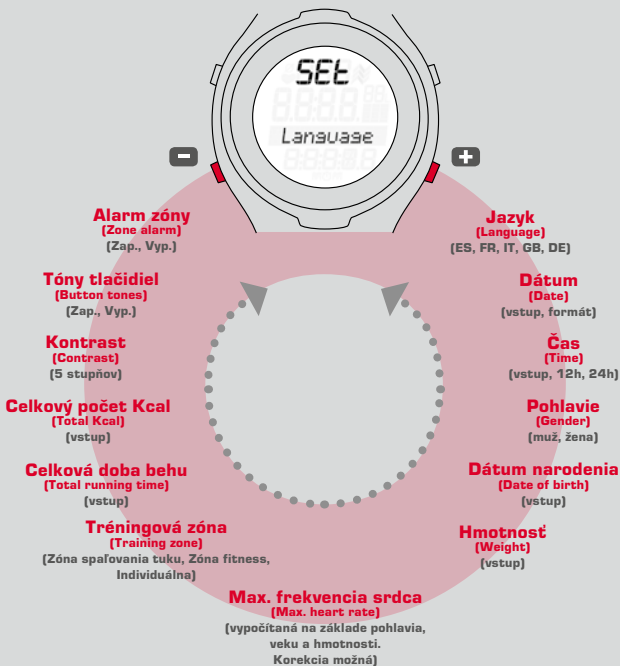 SEt
Language
-
+
Jazyk
(Language)
(ES, FR, IT, GB, DE)
Dátum
(Date)
(vstup, formát)
Čas
(Time)
(vstup, 12h, 24h)
Pohlavie
(Gender)
(muž, žena)
Dátum narodenia
(Date of birth)
(vstup)
Hmotnosť
(Weight)
(vstup)
Max. frekvencia srdca
(Max. heart rate)
(vypočítaná na základe pohlavia,
veku a hmotnosti.
Korekcia možná)
Tréningová zóna
(Training zone)
(Zóna spaľovania tuku, Zóna fitness,
Individuálna)
Celková doba behu
(Total running time)
(vstup)
Celkový počet Kcal
(Total Kcal)
(vstup)
Kontrast
(Contrast)
(5 stupňov)
Tóny tlačidiel
(Button tones)
(Zap., Vyp.)
Alarm zóny
(Zone alarm)
(Zap., Vyp.)